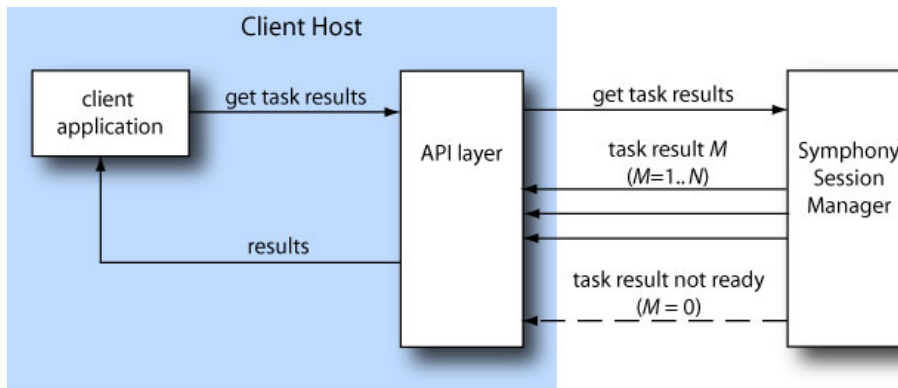 Client Host
client
application
get task results
API layer
get task results
task result M
(M=1..N)
Symphony
Session
Manager
results
task result not ready
(M = 0)